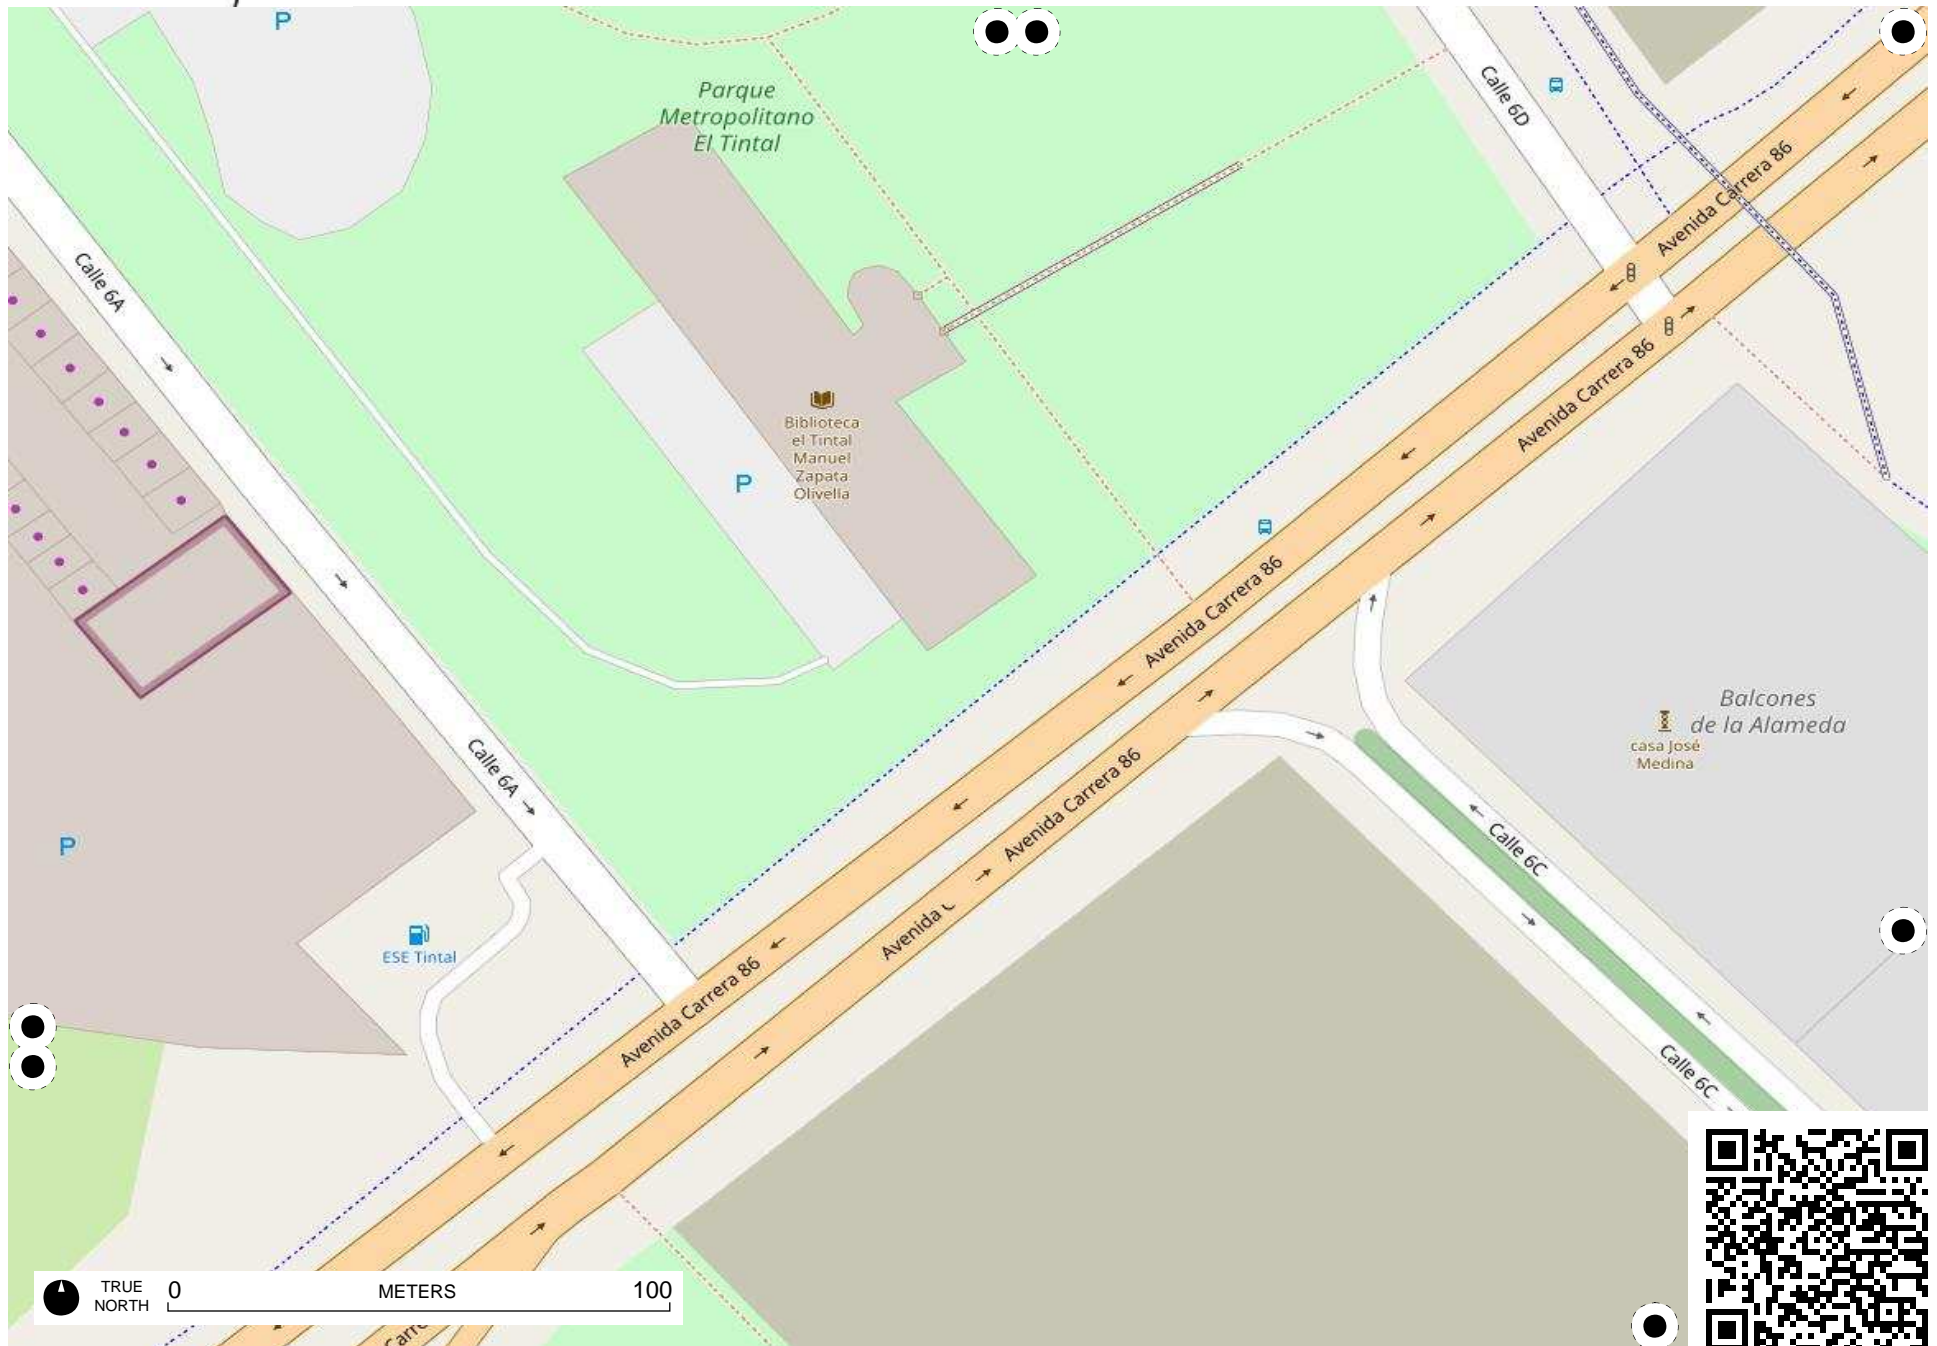 P
Parque
Metropolitano
El Tintal
Calle 6D
Avenida Carrera 86
Calle 6A
Avenida Carrera 86
Biblioteca
el Tintal
Manuel
Zapata
Olivella
P
Avenida Carrera 86
Balcones
de la Alameda
casa José
Medina
Calle 6A
Avenida Carrera 86
P
Calle 6C
Avenida C
ESE Tintal
Avenida Carrera 86
Calle 6C
TRUE
NORTH
0 METERS 100
Carre